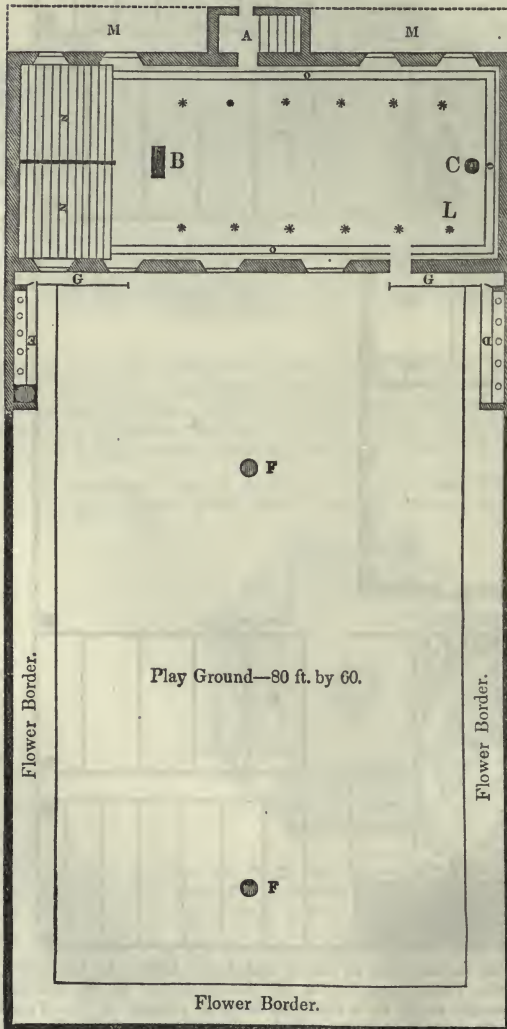 M
A
M
O
N
B
C
O
N
L
O
G
G
E
D
F
Play Ground—80 ft. by 60.
Flower Border.
Flower Border.
F
Flower Border.